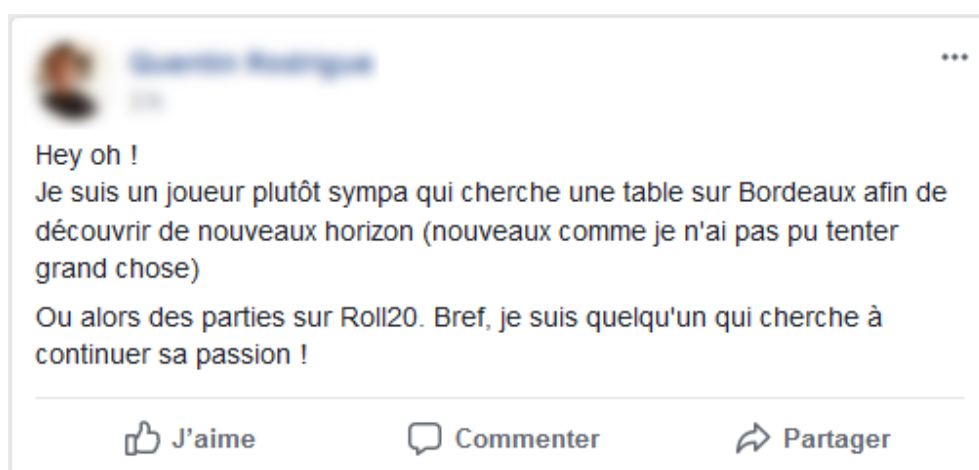 Hey oh !
Je suis un joueur plutôt sympa qui cherche une table sur Bordeaux afin de
découvrir de nouveaux horizon (nouveaux comme je n'ai pas pu tenter
grand chose)
Ou alors des parties sur Roll20. Bref, je suis quelqu'un qui cherche à
continuer sa passion !
J'aime Commenter Partager